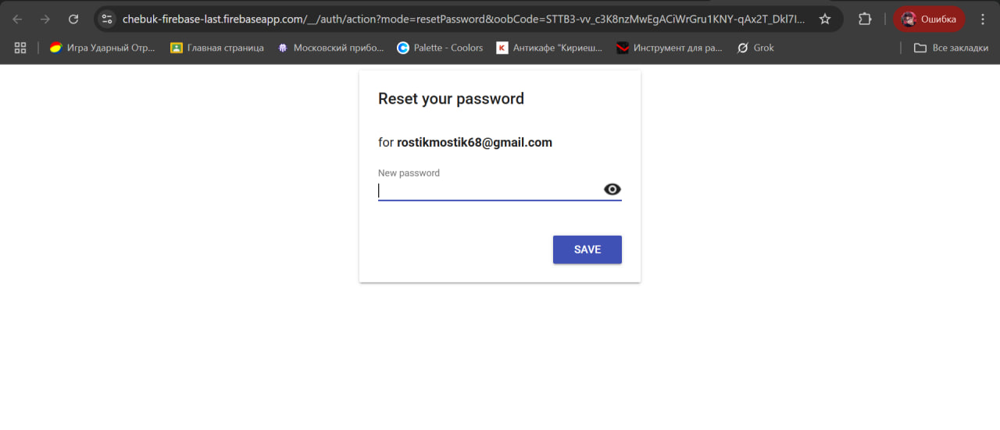 chebuk-firebase-last.firebaseapp.com/__/auth/action?mode=resetPassword&oobCode=STTB3-vv_c3K8nzMwEgACiWrGru1KNY-qAx2T_Dkl7I...
Ошибка
Игра Ударный Отр...
Главная страница
Московский прибо...
Palette - Coolors
Антикафе "Кириеш...
Инструмент для ра...
Grok
Все закладки
Reset your password
for rostikmostik68@gmail.com
New password
SAVE